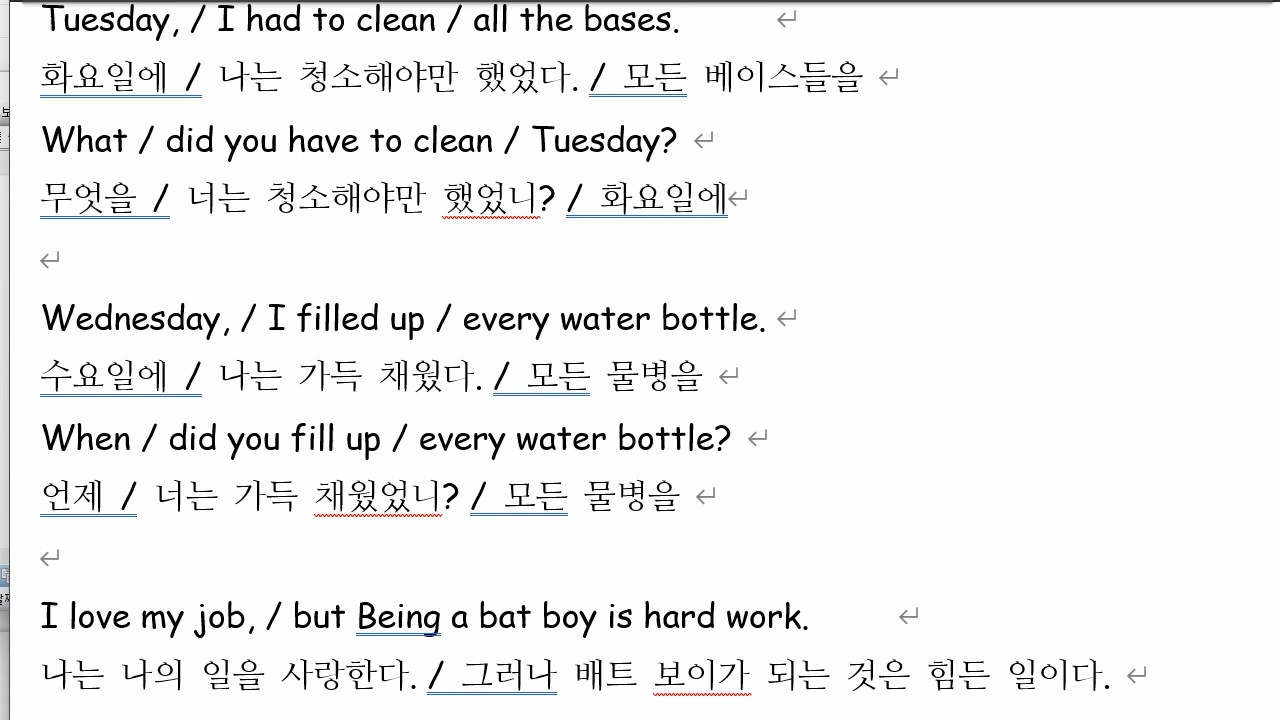 Tuesday, / I had to clean / all the bases.
화요일에 / 나는 청소해야만 했었다. / 모든 베이스들을
What / did you have to clean / Tuesday?
무엇을 / 너는 청소해야만 했었니? / 화요일에
Wednesday, / I filled up / every water bottle.
수요일에 / 나는 가득 채웠다. / 모든 물병을
When / did you fill up / every water bottle?
언제 / 너는 가득 채웠었니? / 모든 물병을
I love my job, / but Being a bat boy is hard work.
나는 나의 일을 사랑한다. / 그러나 배트 보이가 되는 것은 힘든 일이다.